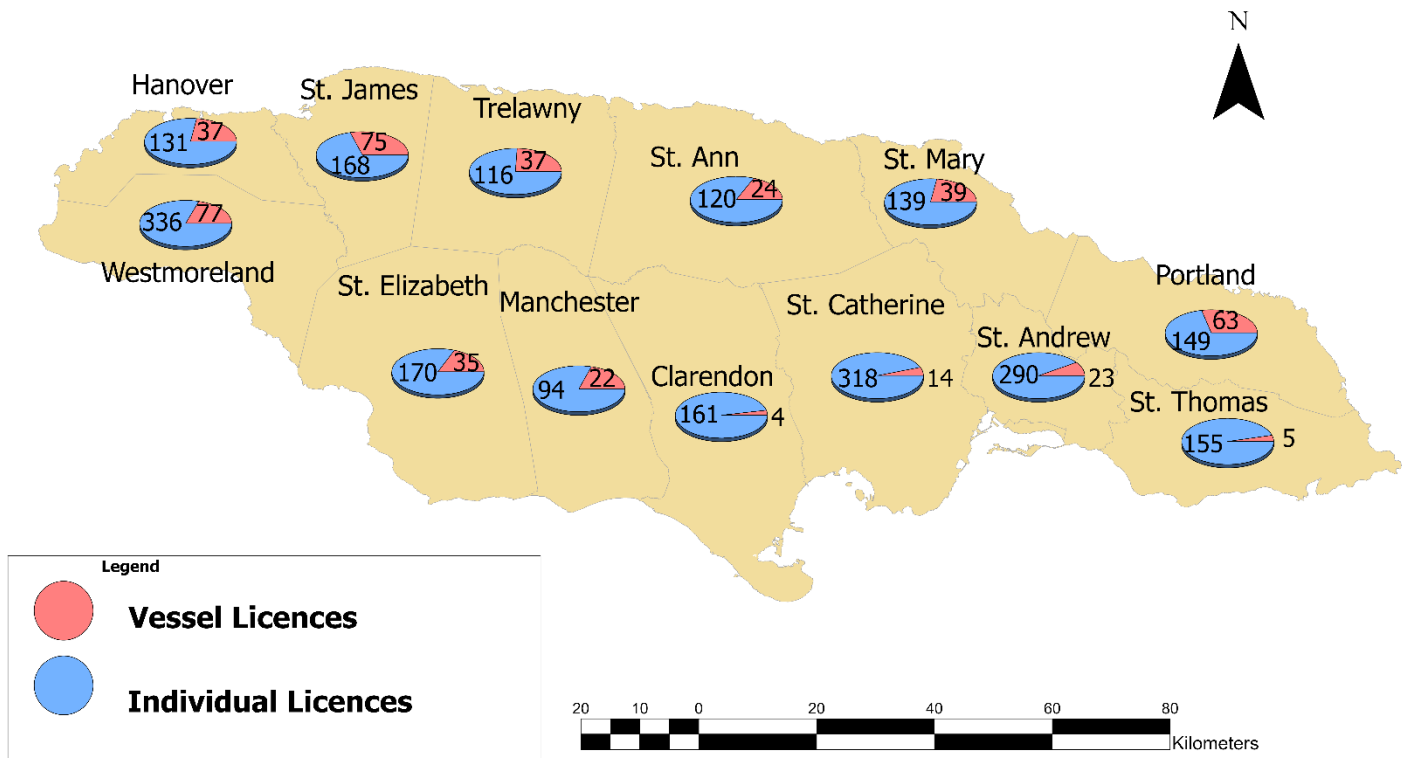 N
Hanover
131
37
St. James
75
168
Trelawny
37
116
St. Ann
24
120
St. Mary
139
39
336
77
Westmoreland
St. Elizabeth
170
35
Manchester
94
22
Clarendon
161
4
St. Catherine
318
14
St. Andrew
290
23
Portland
63
149
St. Thomas
155
5
Legend
Vessel Licences
Individual Licences
20 10 0 20 40 60 80
Kilometers